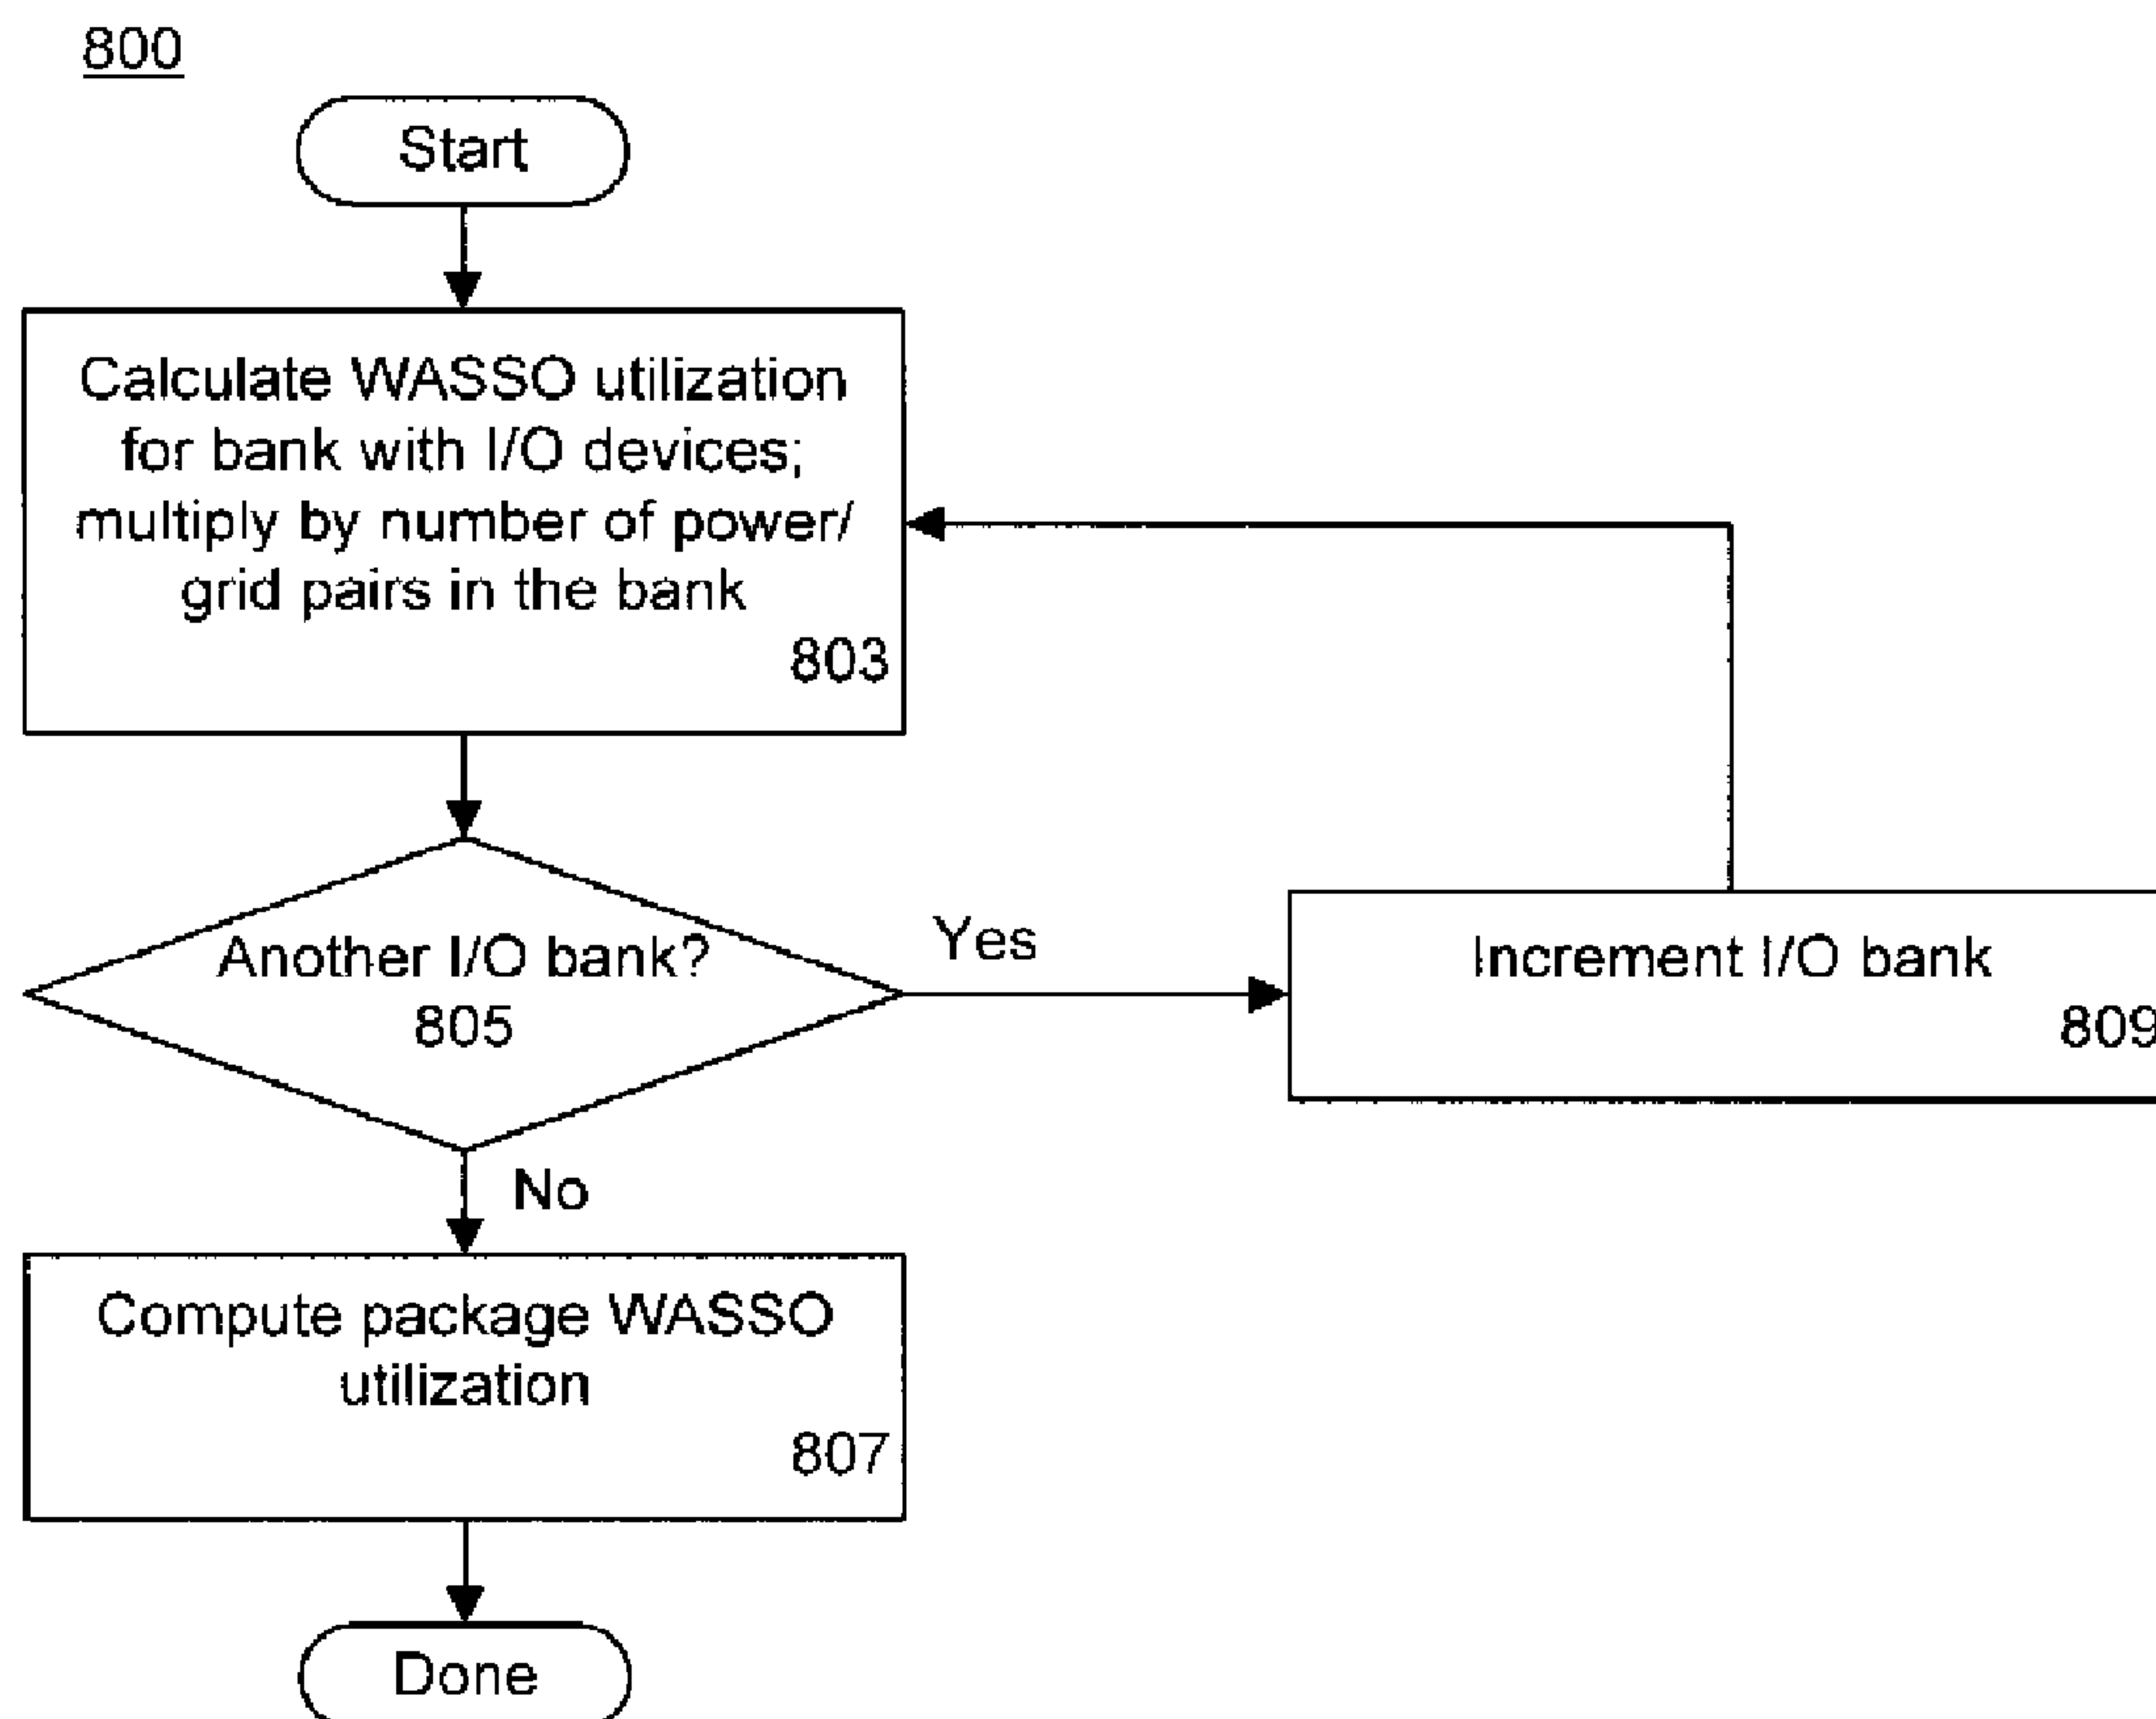 800
Start
Calculate WASSO utilization
for bank with I/O devices;
multiply by number of power/
grid pairs in the bank
803
Another I/O bank?
805
Yes
Increment I/O bank
809
No
Compute package WASSO
utilization
807
Done